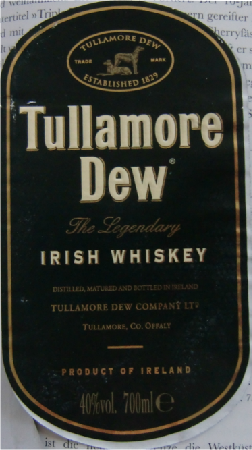 TULLAMORE DEW
TRADE MARK
ESTABLISHED 1829
Tullamore
Dew®
The Legendary
IRISH WHISKEY
DISTILLED, MATURED AND BOTTLED IN IRELAND
TULLAMORE DEW COMPANY LTD
TULLAMORE, CO. OFFALY
PRODUCT OF IRELAND
40%vol. 700ml e